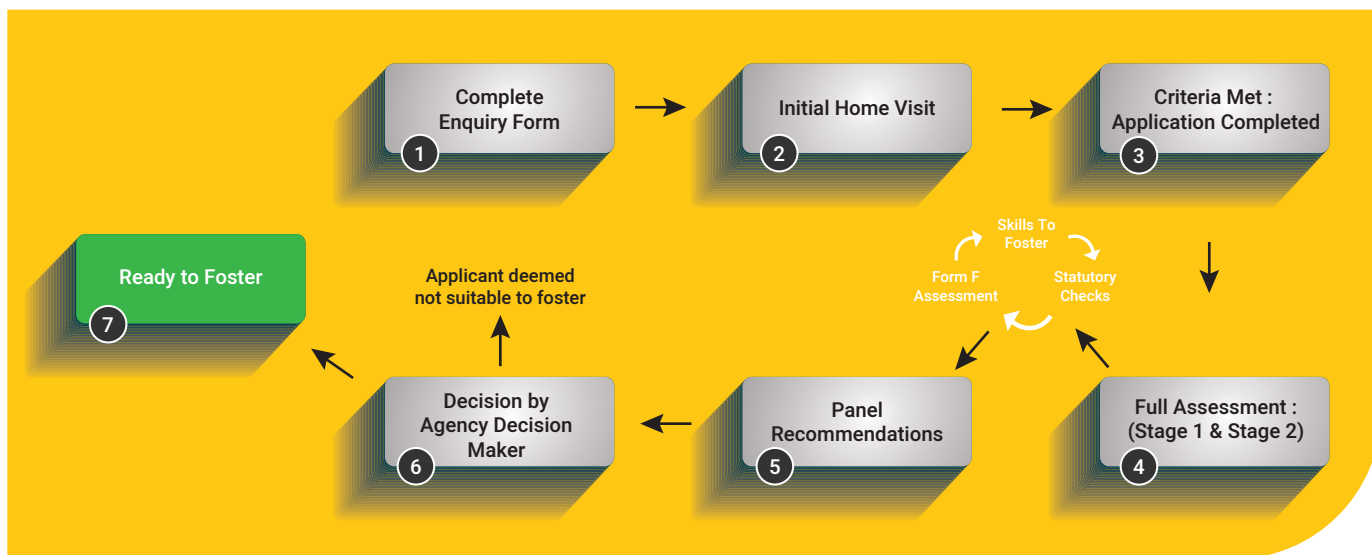 Complete
Enquiry Form
1
Initial Home Visit
2
Criteria Met :
Application Completed
3
Skills To
Foster
Form F
Assessment
Statutory
Checks
Full Assessment :
(Stage 1 & Stage 2)
4
Panel
Recommendations
5
Decision by
Agency Decision
Maker
6
Applicant deemed
not suitable to foster
Ready to Foster
7